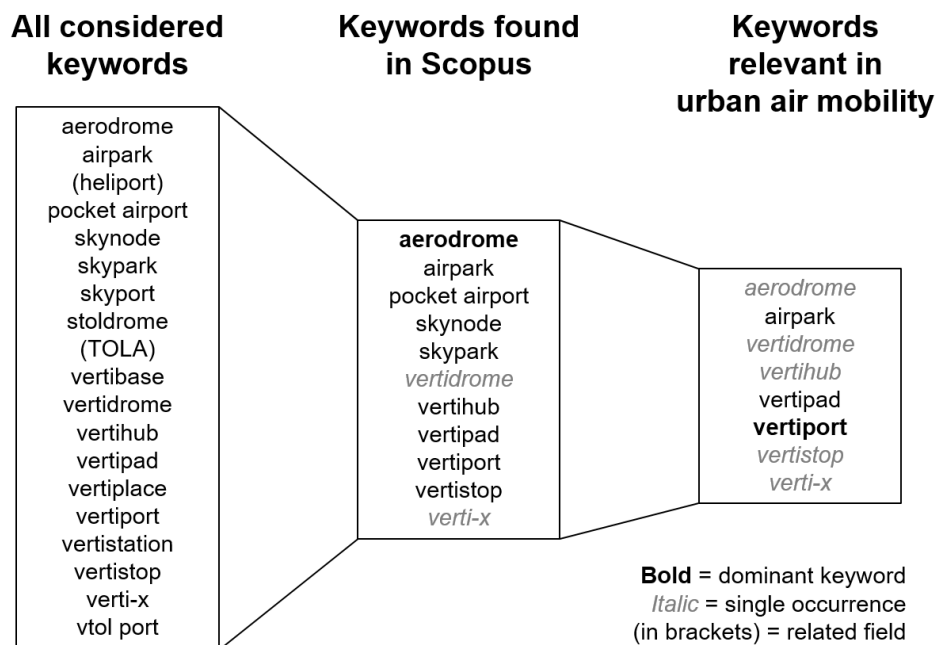 All considered
keywords
Keywords found
in Scopus
Keywords
relevant in
urban air mobility
aerodrome
airpark
(heliport)
pocket airport
skynode
skypark
skyport
stoldrome
(TOLA)
vertibase
vertidrome
vertihub
vertipad
vertiplace
vertiport
vertistation
vertistop
verti-x
vtol port
aerodrome
airpark
pocket airport
skynode
skypark
vertidrome
vertihub
vertipad
vertiport
vertistop
verti-x
aerodrome
airpark
vertidrome
vertihub
vertipad
vertiport
vertistop
verti-x
Bold = dominant keyword
Italic = single occurrence
(in brackets) = related field